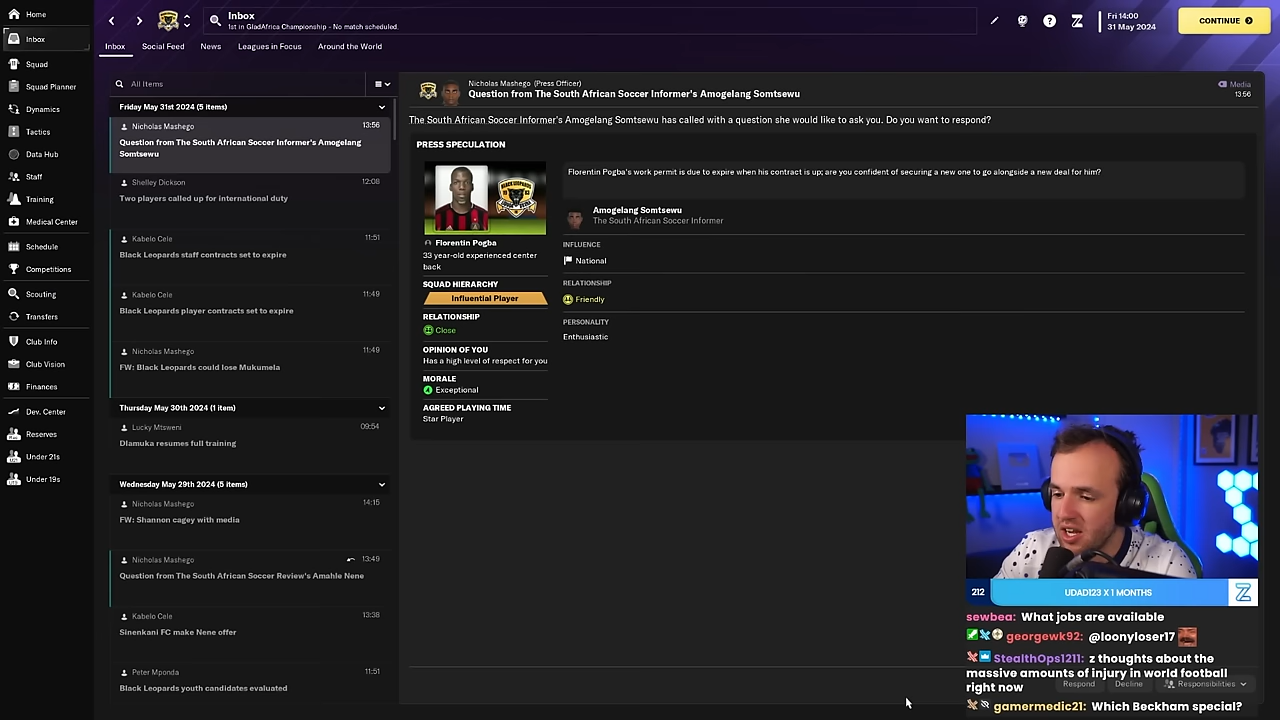 Home
Inbox
Squad
Squad Planner
Dynamics
Tactics
Data Hub
Staff
Training
Medical Center
Schedule
Competitions
Scouting
Transfers
Club Info
Club Vision
Finances
Dev. Center
Reserves
Under 21s
Under 19s
Inbox
1st in GladAfrica Championship - No match scheduled.
Fri 14:00
31 May 2024
CONTINUE
Inbox
Social Feed
News
Leagues in Focus
Around the World
All Items
Friday May 31st 2024 (5 items)
Nicholas Mashego
13:56
Question from The South African Soccer Informer's Amogelang
Somtsewu
Shelley Dickson
12:08
Two players called up for international duty
Kabelo Cele
11:51
Black Leopards staff contracts set to expire
Kabelo Cele
11:49
Black Leopards player contracts set to expire
Nicholas Mashego
11:49
FW: Black Leopards could lose Mukumela
Thursday May 30th 2024 (1 item)
Lucky Mtsweni
09:54
Dlamuka resumes full training
Wednesday May 29th 2024 (5 items)
Nicholas Mashego
14:15
FW: Shannon cagey with media
Nicholas Mashego
13:49
Question from The South African Soccer Review's Amahle Nene
Kabelo Cele
13:38
Sinenkani FC make Nene offer
Peter Mponda
11:51
Black Leopards youth candidates evaluated
Nicholas Mashego (Press Officer)
Question from The South African Soccer Informer's Amogelang Somtsewu
Media
13:56
The South African Soccer Informer's Amogelang Somtsewu has called with a question she would like to ask you. Do you want to respond?
PRESS SPECULATION
Florentin Pogba
33 year-old experienced center
back
SQUAD HIERARCHY
Influential Player
RELATIONSHIP
Close
OPINION OF YOU
Has a high level of respect for you
MORALE
Exceptional
AGREED PLAYING TIME
Star Player
Florentin Pogba's work permit is due to expire when his contract is up; are you confident of securing a new one to go alongside a new deal for him?
Amogelang Somtsewu
The South African Soccer Informer
INFLUENCE
National
RELATIONSHIP
Friendly
PERSONALITY
Enthusiastic
212
UDAD123 X 1 MONTHS
Z
sewbea: What jobs are available
georgewk92: @loonyloser17
StealthOps1211: z thoughts about the
massive amounts of injury in world football
right now
Respond
Decline
Responsibilities
gamermedic21: Which Beckham special?